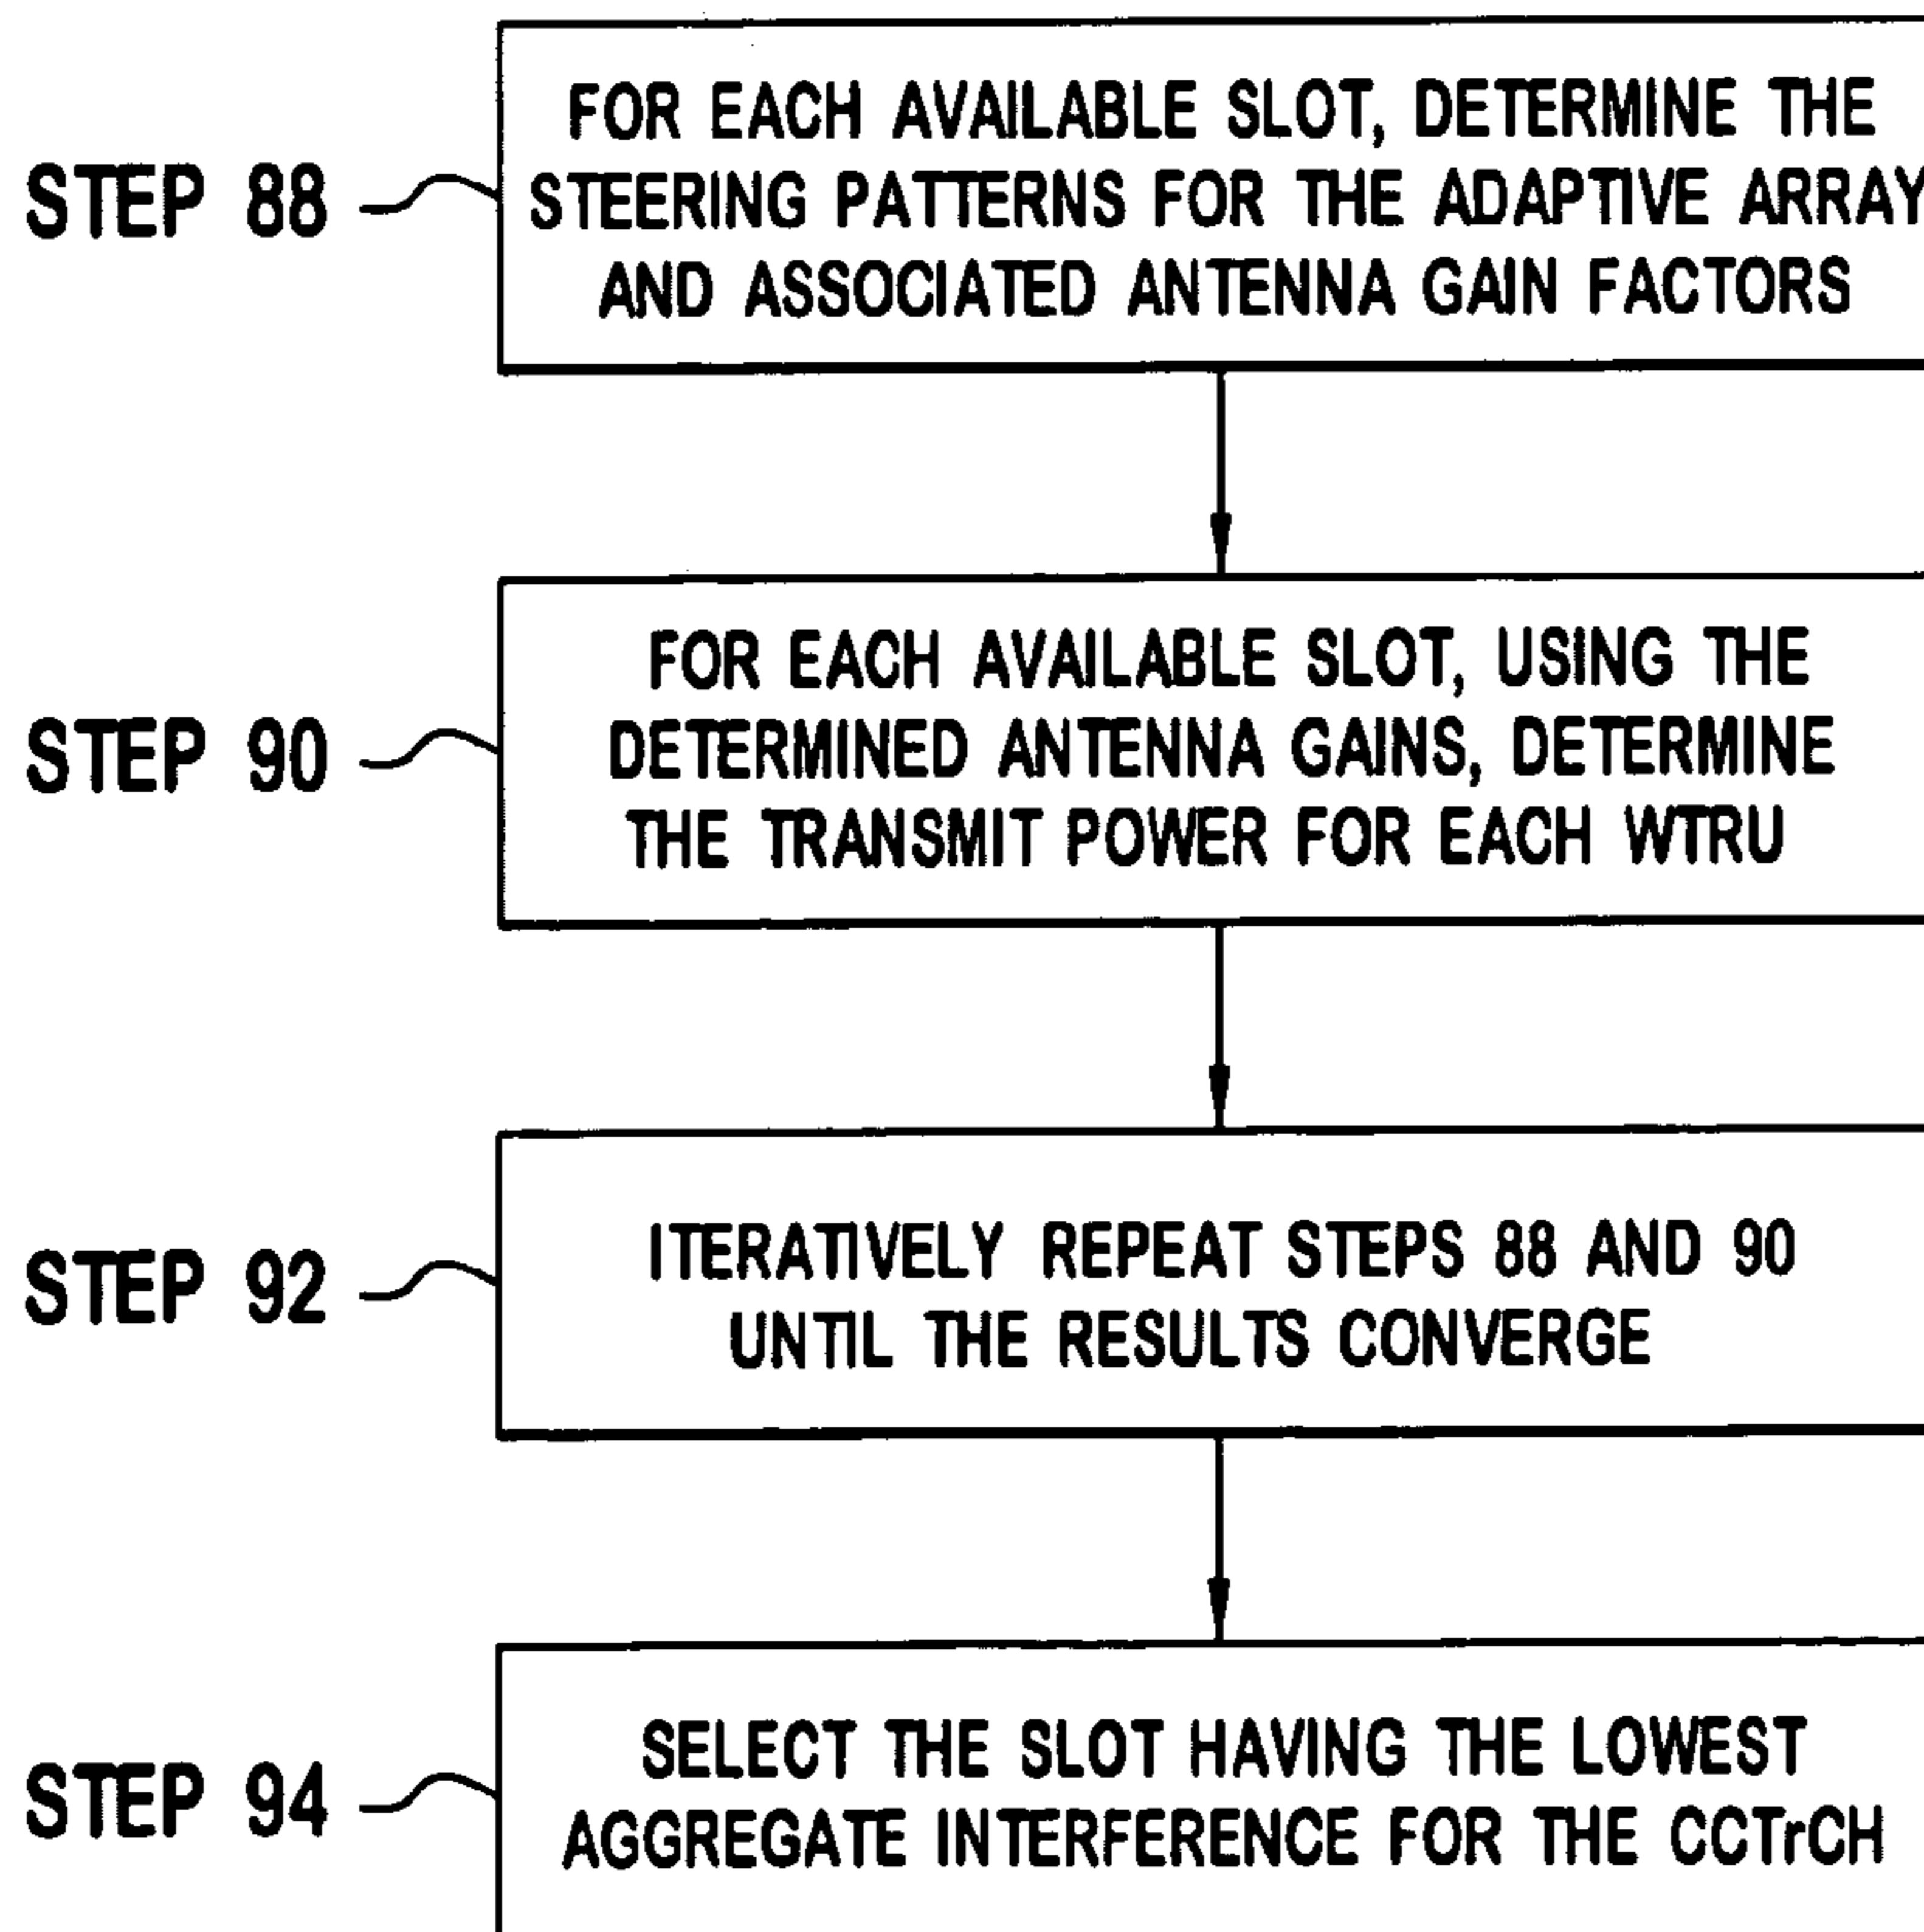 STEP 88
FOR EACH AVAILABLE SLOT, DETERMINE THE
STEERING PATTERNS FOR THE ADAPTIVE ARRAY
AND ASSOCIATED ANTENNA GAIN FACTORS
STEP 90
FOR EACH AVAILABLE SLOT, USING THE
DETERMINED ANTENNA GAINS, DETERMINE
THE TRANSMIT POWER FOR EACH WTRU
STEP 92
ITERATIVELY REPEAT STEPS 88 AND 90
UNTIL THE RESULTS CONVERGE
STEP 94
SELECT THE SLOT HAVING THE LOWEST
AGGREGATE INTERFERENCE FOR THE CCTrCH